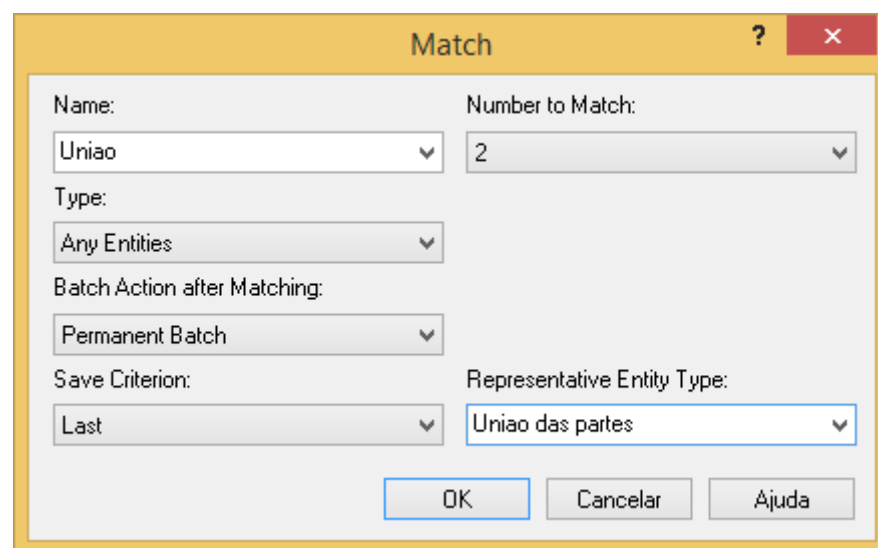 Match ? ×
Name: Number to Match:
Uniao 2
Type:
Any Entities
Batch Action after Matching:
Permanent Batch
Save Criterion: Representative Entity Type:
Last Uniao das partes
OK Cancelar Ajuda